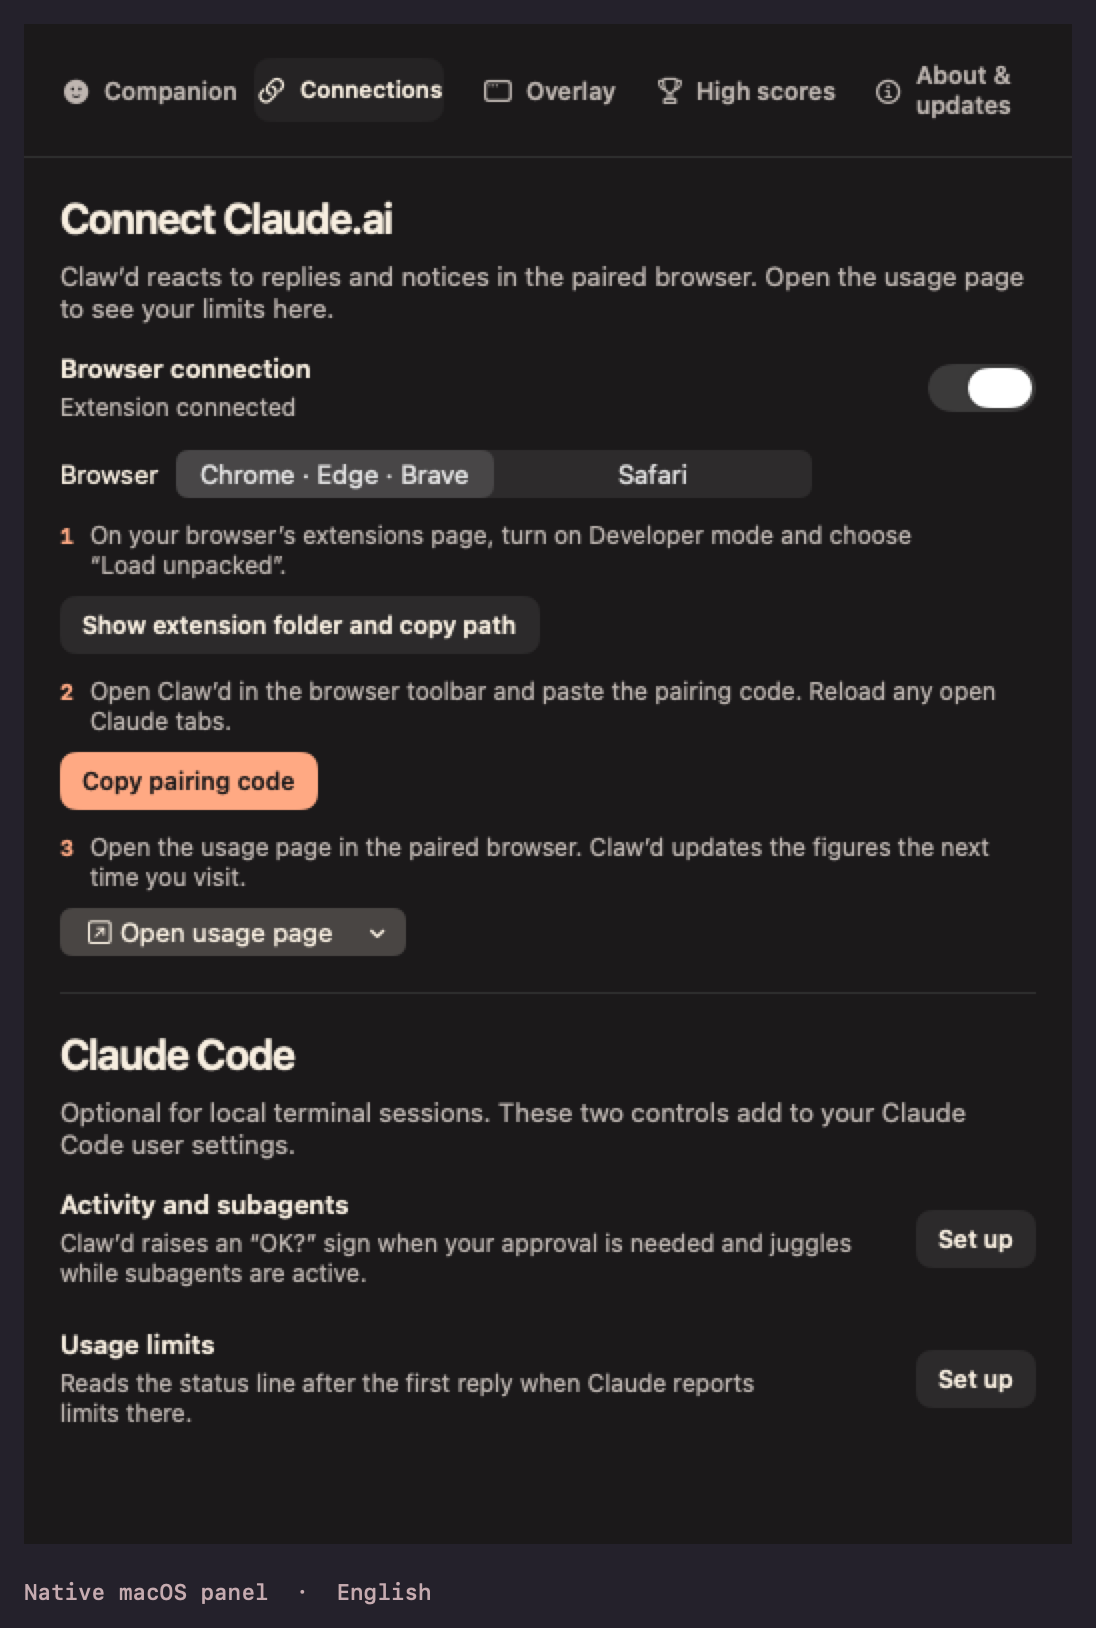 Companion
Connections
Overlay
High scores
About &
updates
Connect Claude.ai
Claw’d reacts to replies and notices in the paired browser. Open the usage page
to see your limits here.
Browser connection
Extension connected
Browser
Chrome · Edge · Brave
Safari
1 On your browser’s extensions page, turn on Developer mode and choose
“Load unpacked”.
Show extension folder and copy path
2 Open Claw’d in the browser toolbar and paste the pairing code. Reload any open
Claude tabs.
Copy pairing code
3 Open the usage page in the paired browser. Claw’d updates the figures the next
time you visit.
Open usage page
Claude Code
Optional for local terminal sessions. These two controls add to your Claude
Code user settings.
Activity and subagents
Claw’d raises an “OK?” sign when your approval is needed and juggles
while subagents are active.
Set up
Usage limits
Reads the status line after the first reply when Claude reports
limits there.
Set up
Native macOS panel · English